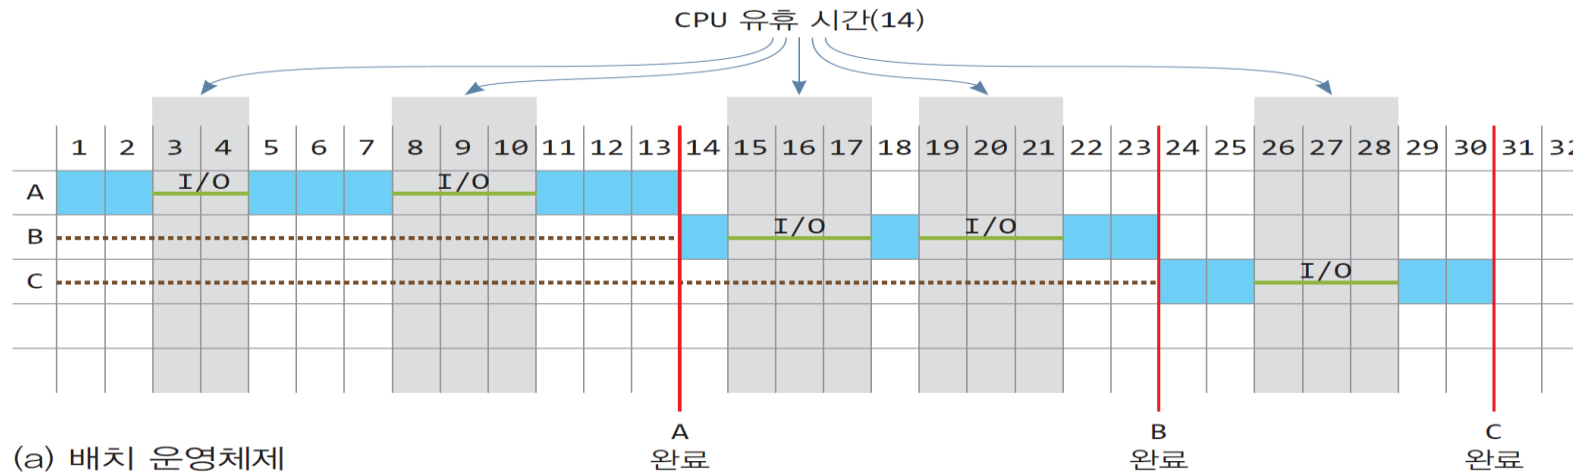 CPU 유휴 시간(14)
1 2 3 4 5 6 7 8 9 10 11 12 13 14 15 16 17 18 19 20 21 22 23 24 25 26 27 28 29 30 31 32
A I/O I/O
B I/O I/O
C I/O
A B C
(a) 배치 운영체제 완료 완료 완료